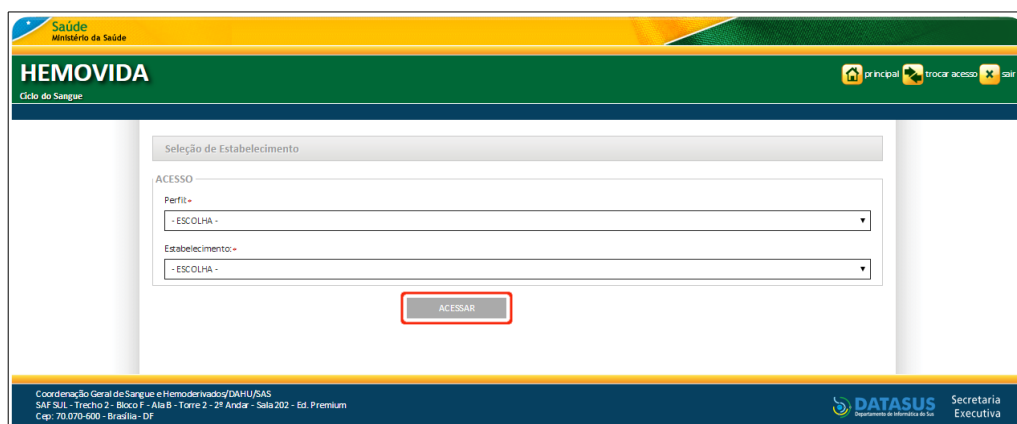 Saúde
Ministério da Saúde
HEMOVIDA
Ciclo do Sangue
principal trocar acesso sair
Seleção de Estabelecimento
ACESSO
Perfil:
- ESCOLHA -
Estabelecimento:
- ESCOLHA -
ACESSAR
Coordenação Geral de Sangue e Hemoderivados/DAHU/SAS
SAF SUL - Trecho 2 - Bloco F - Ala B - Torre 2 - 2º Andar - Sala 202 - Ed. Premium
Cep: 70.070-600 - Brasília - DF
DATASUS
Departamento de Informática do Sus
Secretaria
Executiva